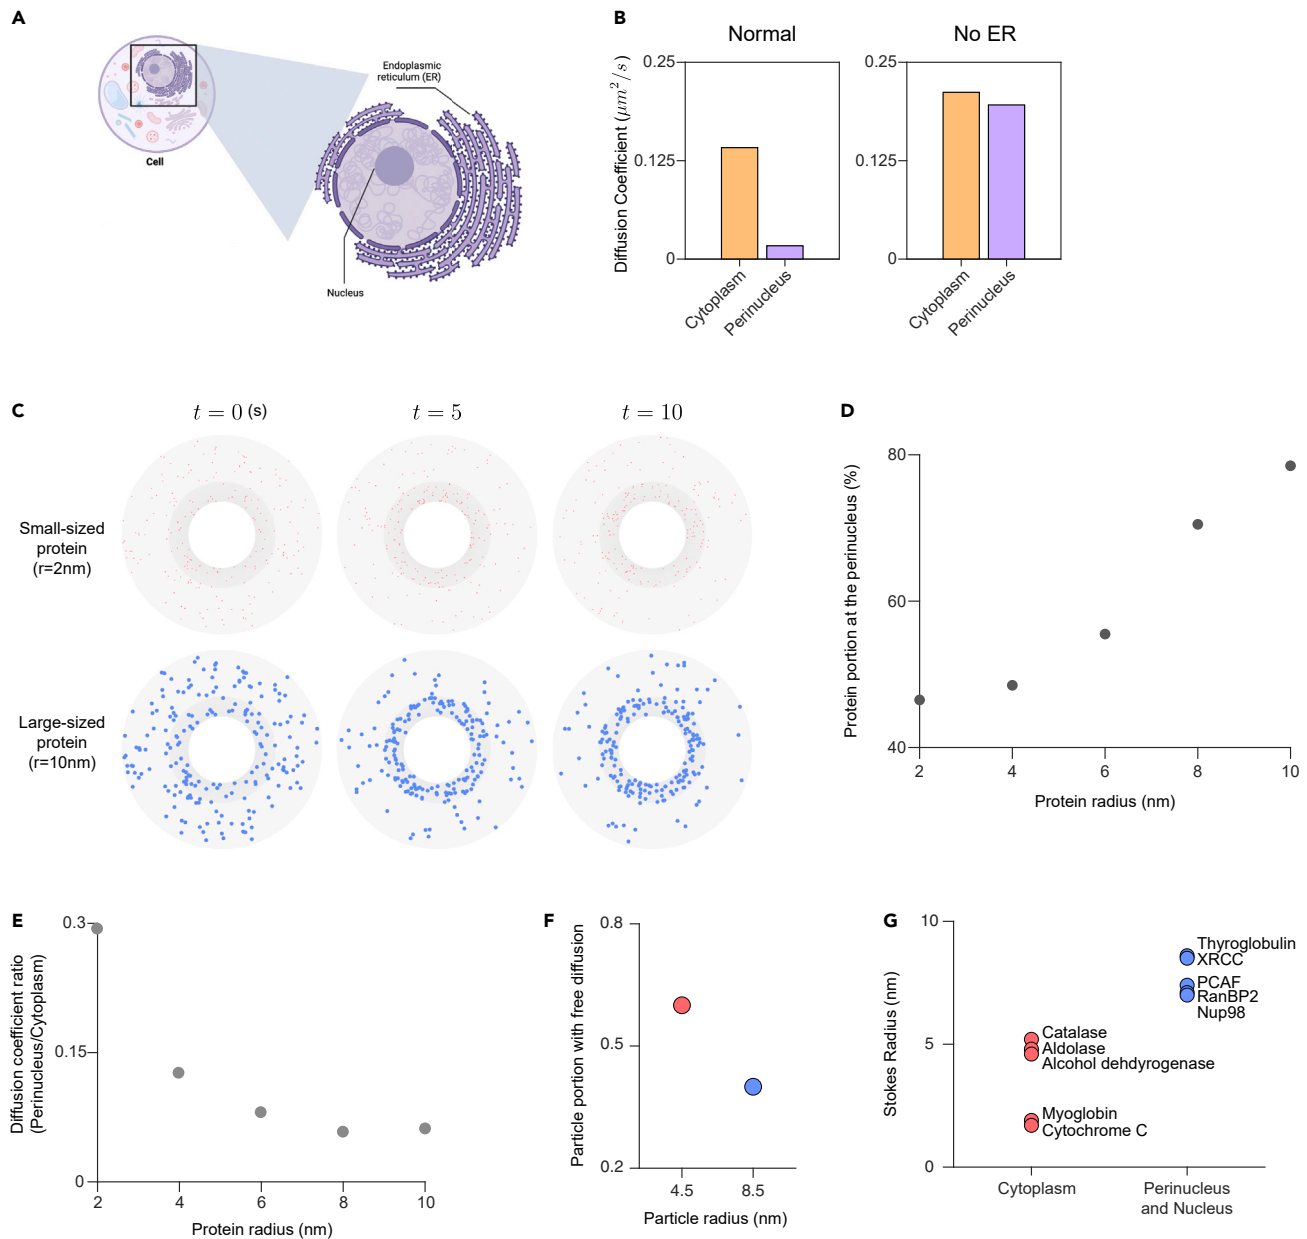 A
Endoplasmic
reticulum (ER)
Cell
Nucleus
B
Normal
No ER
Diffusion Coefficient (μm²/s)
0.25
0.125
0
Cytoplasm
Perinucleus
0.25
0.125
0
Cytoplasm
Perinucleus
C
t = 0 (s)
t = 5
t = 10
Small-sized
protein
(r=2nm)
Large-sized
protein
(r=10nm)
D
Protein portion at the perinucleus (%)
80
60
40
2
4
6
8
10
Protein radius (nm)
E
Diffusion coefficient ratio
(Perinucleus/Cytoplasm)
0.3
0.15
0
2
4
6
8
10
Protein radius (nm)
F
Particle portion with free diffusion
0.8
0.5
0.2
4.5
8.5
Particle radius (nm)
G
Stokes Radius (nm)
10
5
0
Thyroglobulin
XRCC
PCAF
RanBP2
Nup98
Catalase
Aldolase
Alcohol dehdyrogenase
Myoglobin
Cytochrome C
Cytoplasm
Perinucleus
and Nucleus